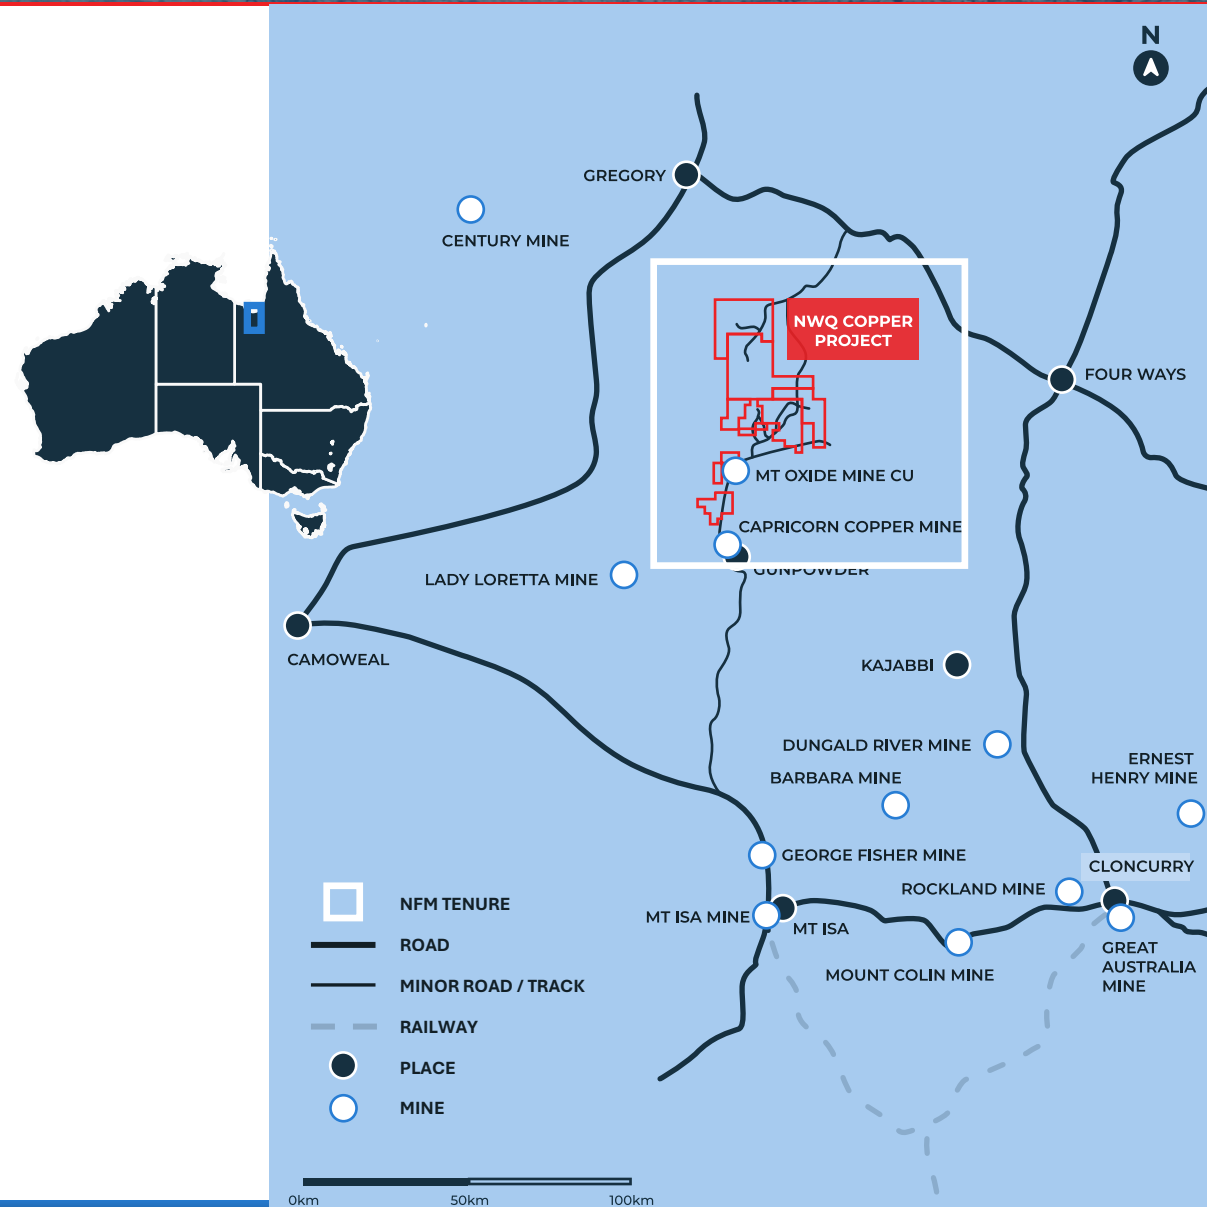 N
GREGORY
CENTURY MINE
NWQ COPPER
PROJECT
FOUR WAYS
MT OXIDE MINE CU
CAPRICORN COPPER MINE
GUNPOWDER
LADY LORETTA MINE
CAMOWEAL
KAJABBI
DUNGALD RIVER MINE
BARBARA MINE
ERNEST
HENRY MINE
GEORGE FISHER MINE
CLONCURRY
ROCKLAND MINE
MT ISA MINE
MT ISA
MOUNT COLIN MINE
GREAT
AUSTRALIA
MINE
NFM TENURE
ROAD
MINOR ROAD / TRACK
RAILWAY
PLACE
MINE
0km
50km
100km